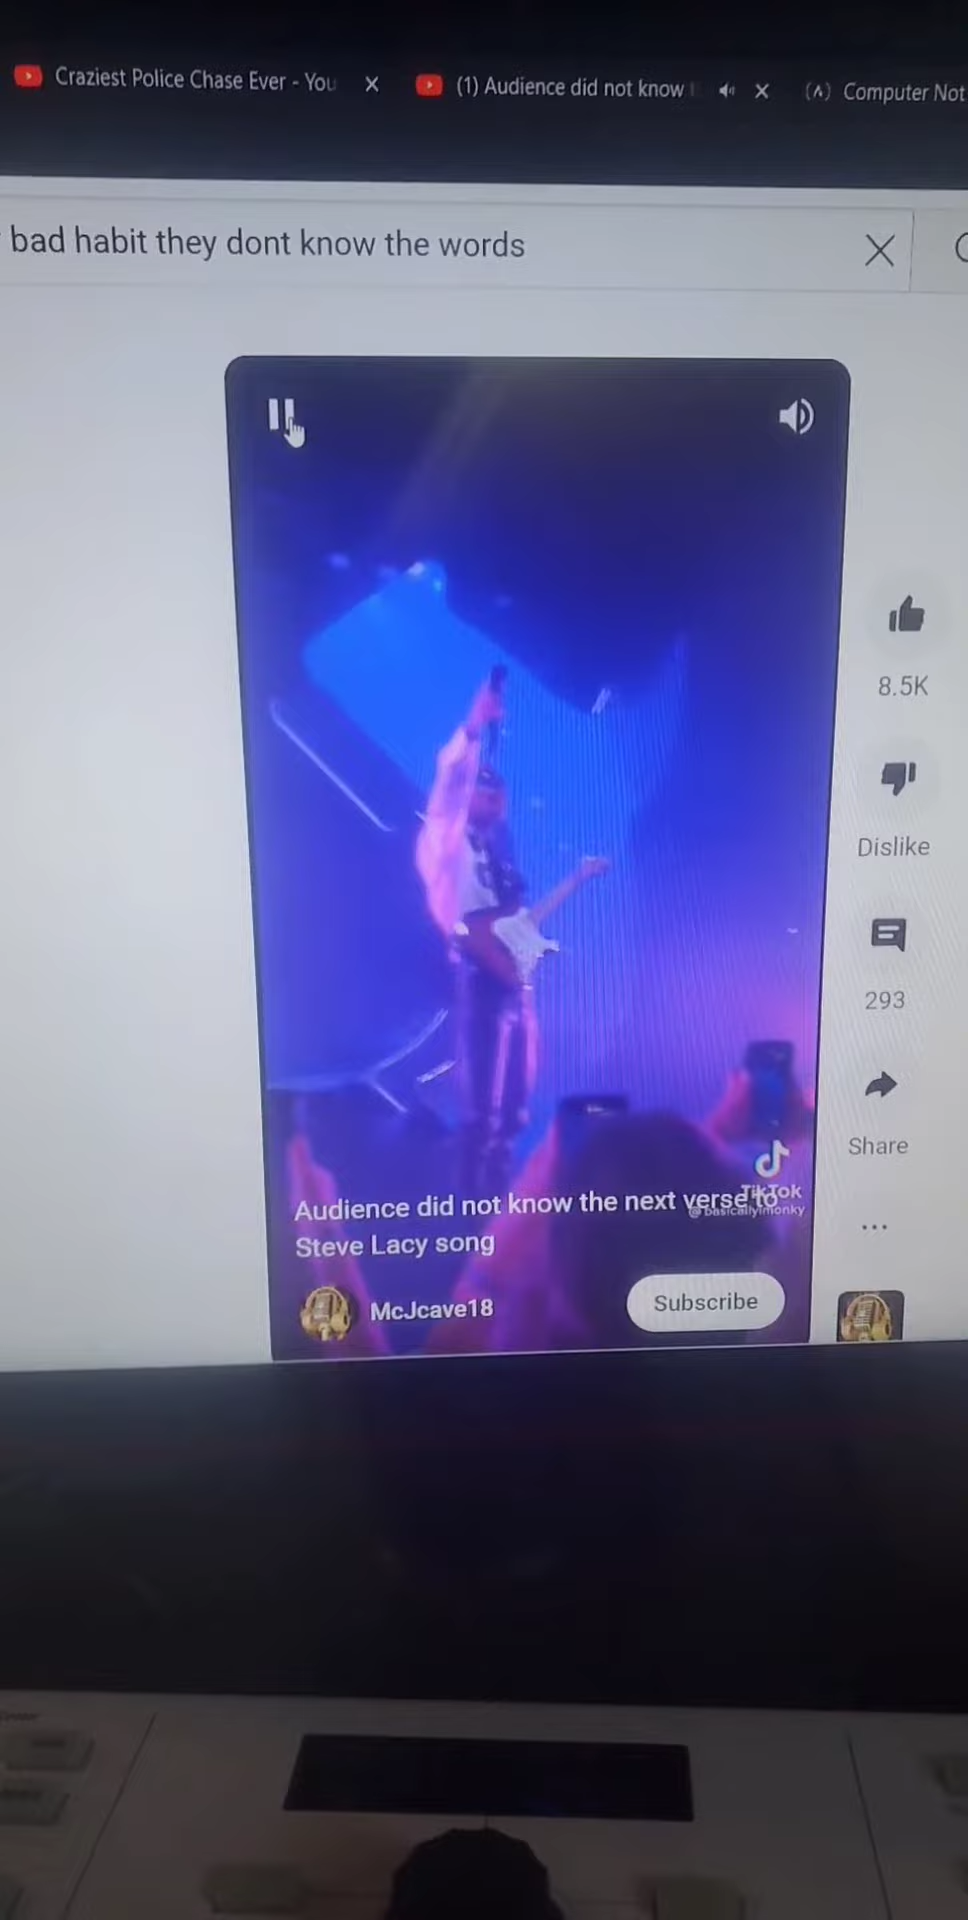 Craziest Police Chase Ever - You
(1) Audience did not know
(A) Computer Not
bad habit they dont know the words
8.5K
Dislike
293
Share
Audience did not know the next verse to
Steve Lacy song
TikTok
@basicallyimonky
McJcave18
Subscribe